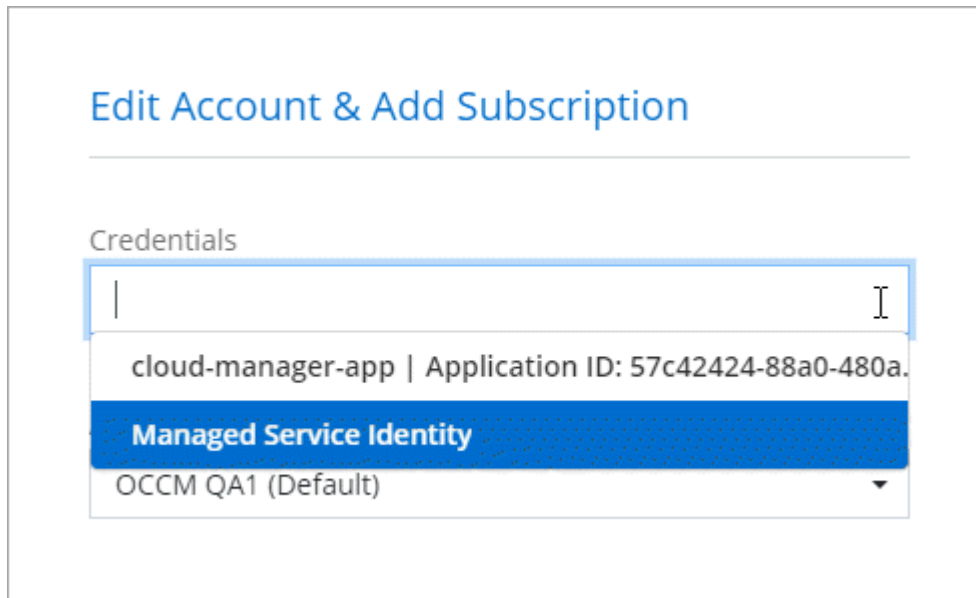 Edit Account & Add Subscription
Credentials
cloud-manager-app | Application ID: 57c42424-88a0-480a.
Managed Service Identity
OCCM QA1 (Default)